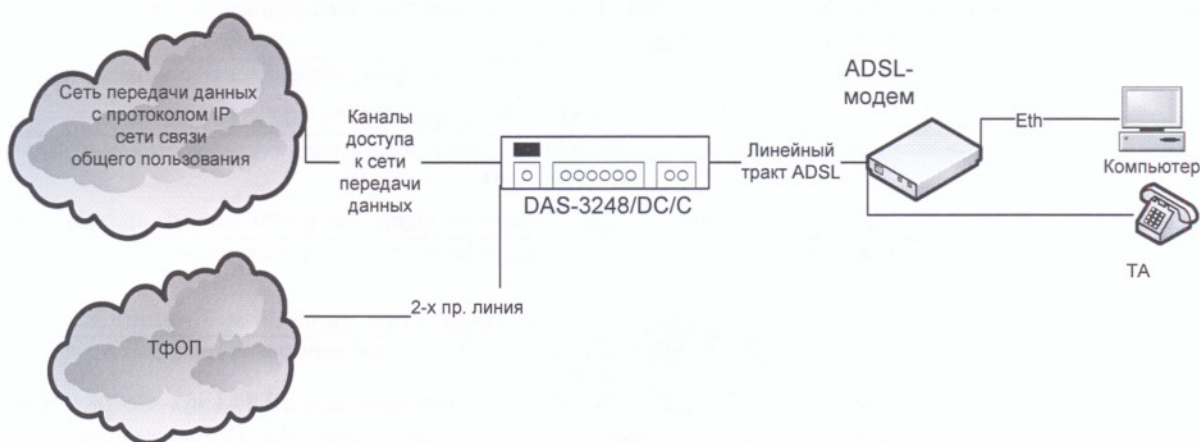 Сеть передачи данных
с протоколом IP
сети связи
общего пользования
Каналы
доступа
к сети
передачи
данных
DAS-3248/DC/C
Линейный
тракт ADSL
ADSL-
модем
Eth
Компьютер
ТА
2-х пр. линия
ТфОП